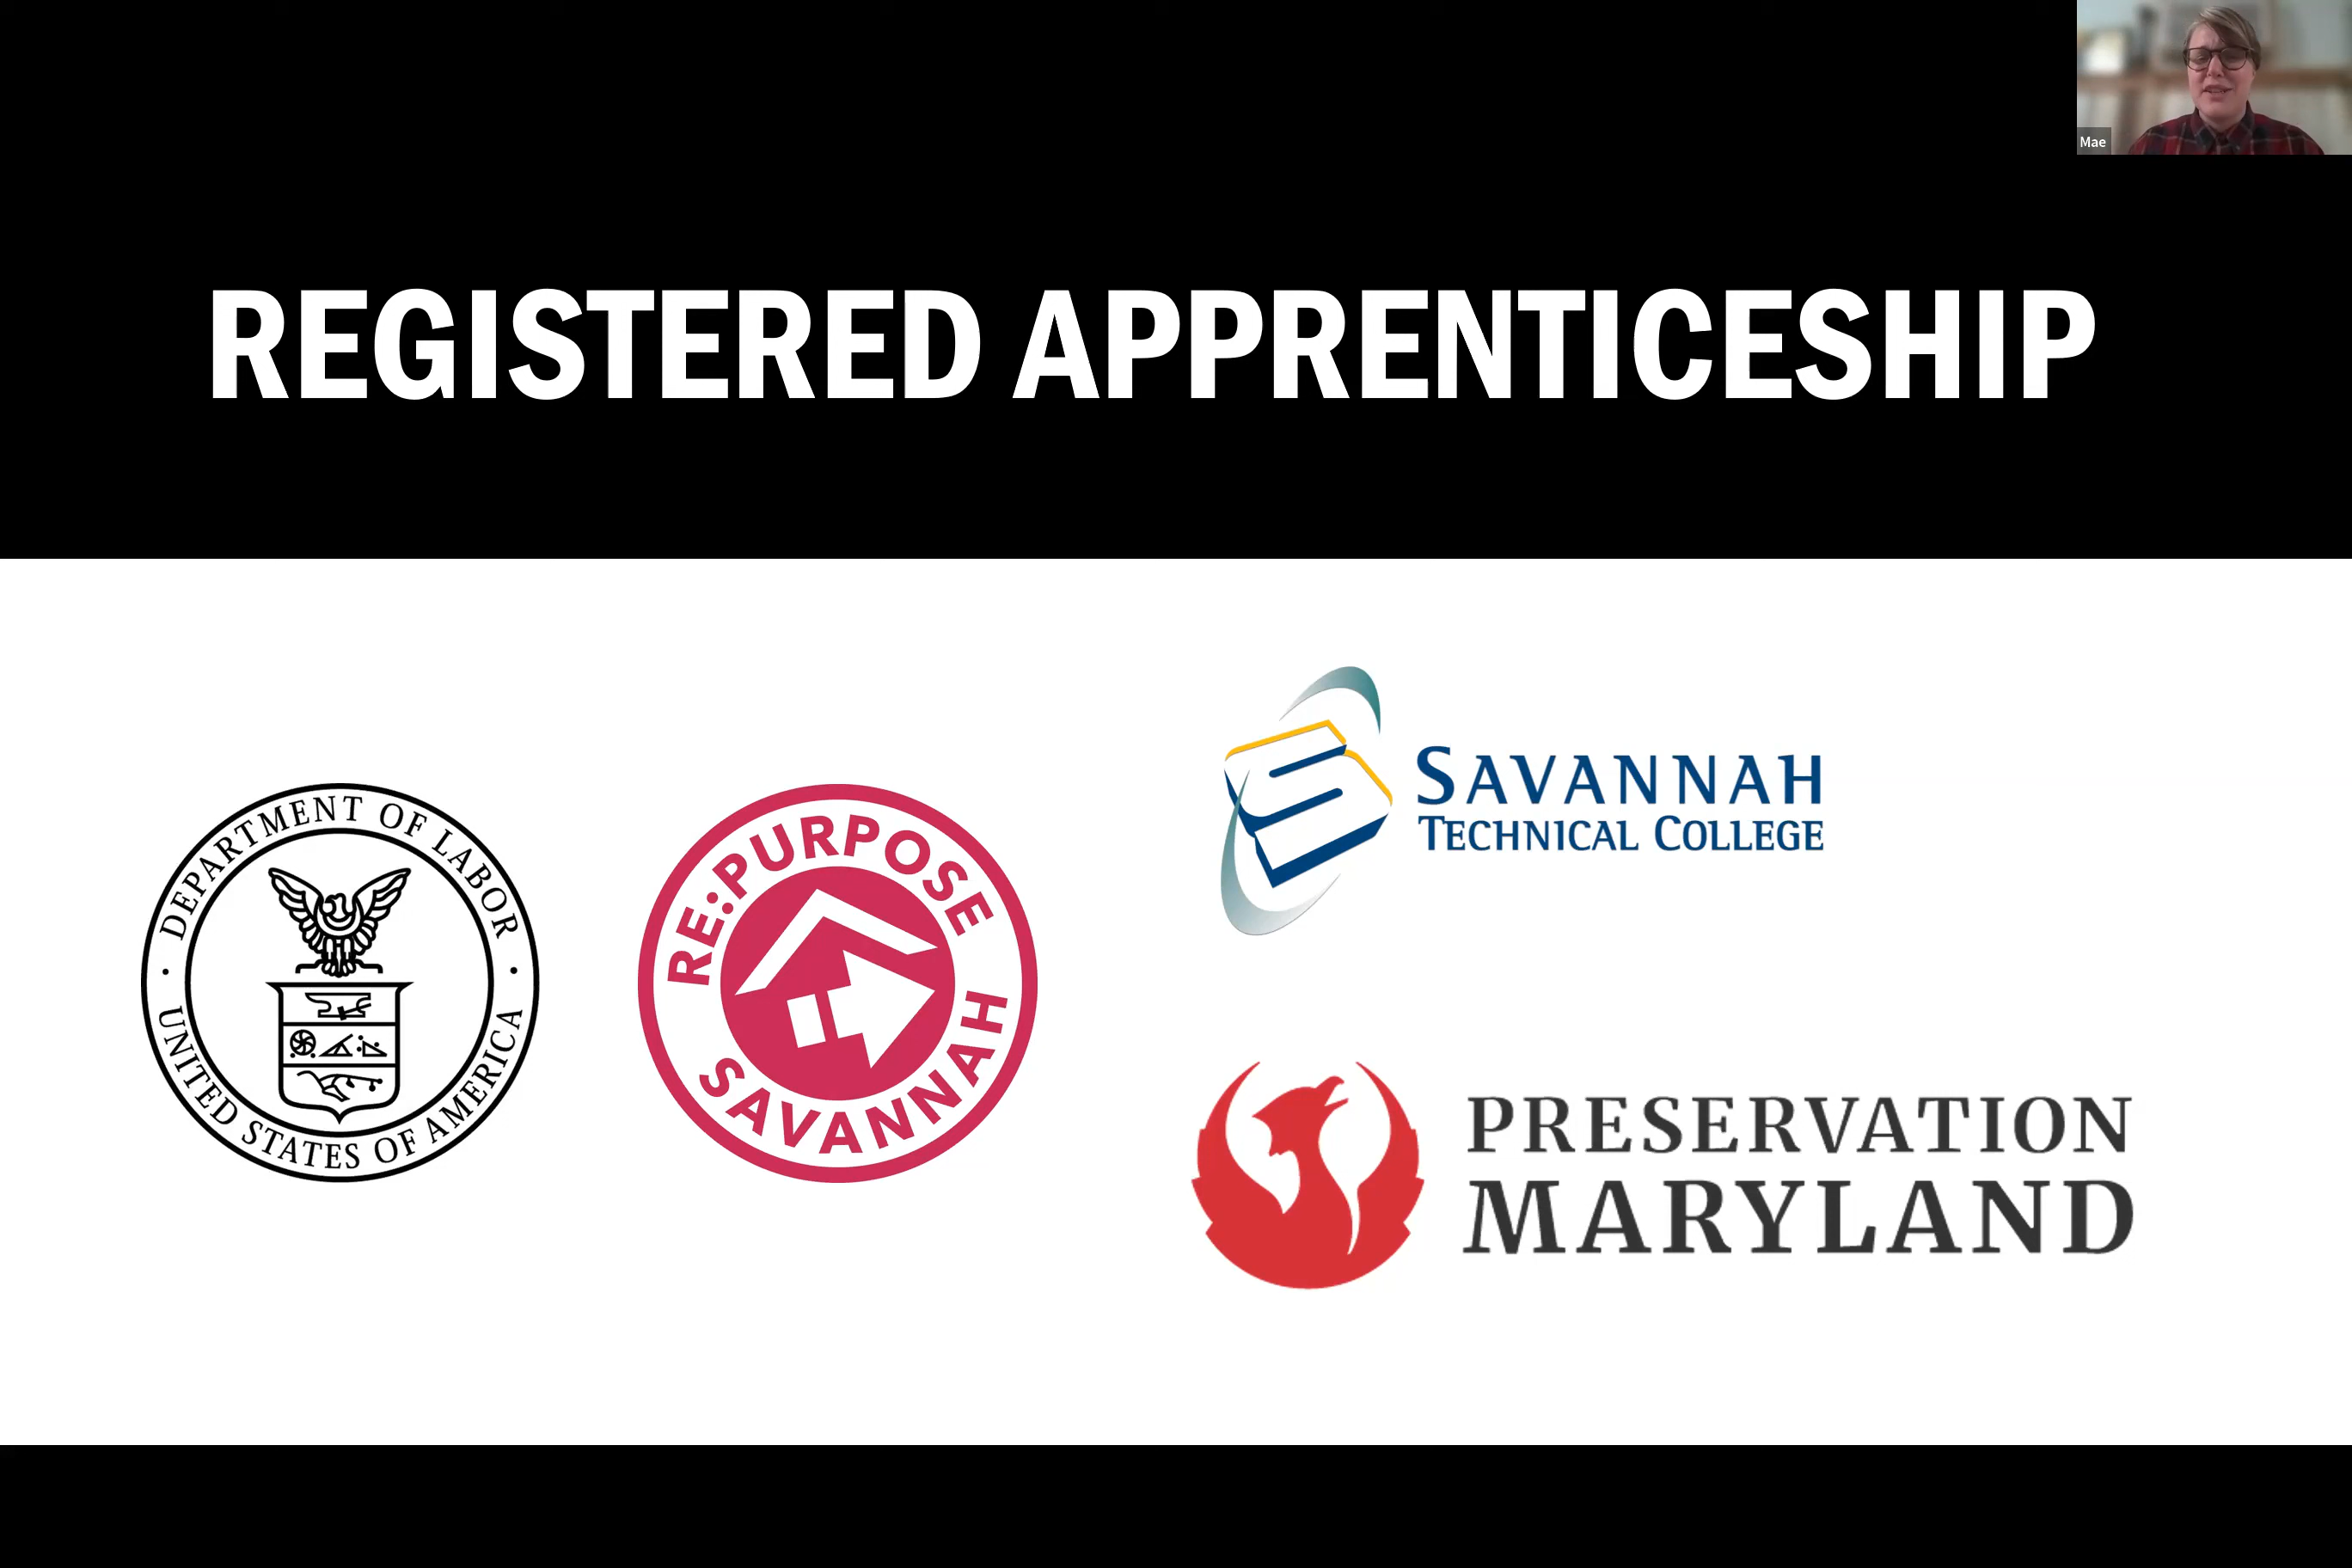 Mae
REGISTERED APPRENTICESHIP
DEPARTMENT OF LABOR
UNITED STATES OF AMERICA
RE:PURPOSE
SAVANNAH
SAVANNAH
TECHNICAL COLLEGE
PRESERVATION
MARYLAND